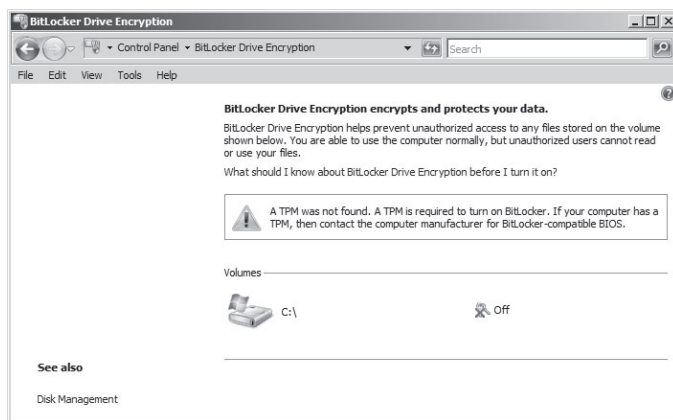 BitLocker Drive Encryption
Control Panel BitLocker Drive Encryption
Search
File Edit View Tools Help
BitLocker Drive Encryption encrypts and protects your data.
BitLocker Drive Encryption helps prevent unauthorized access to any files stored on the volume
shown below. You are able to use the computer normally, but unauthorized users cannot read
or use your files.
What should I know about BitLocker Drive Encryption before I turn it on?
A TPM was not found. A TPM is required to turn on BitLocker. If your computer has a
TPM, then contact the computer manufacturer for BitLocker-compatible BIOS.
Volumes
C:\
Off
See also
Disk Management